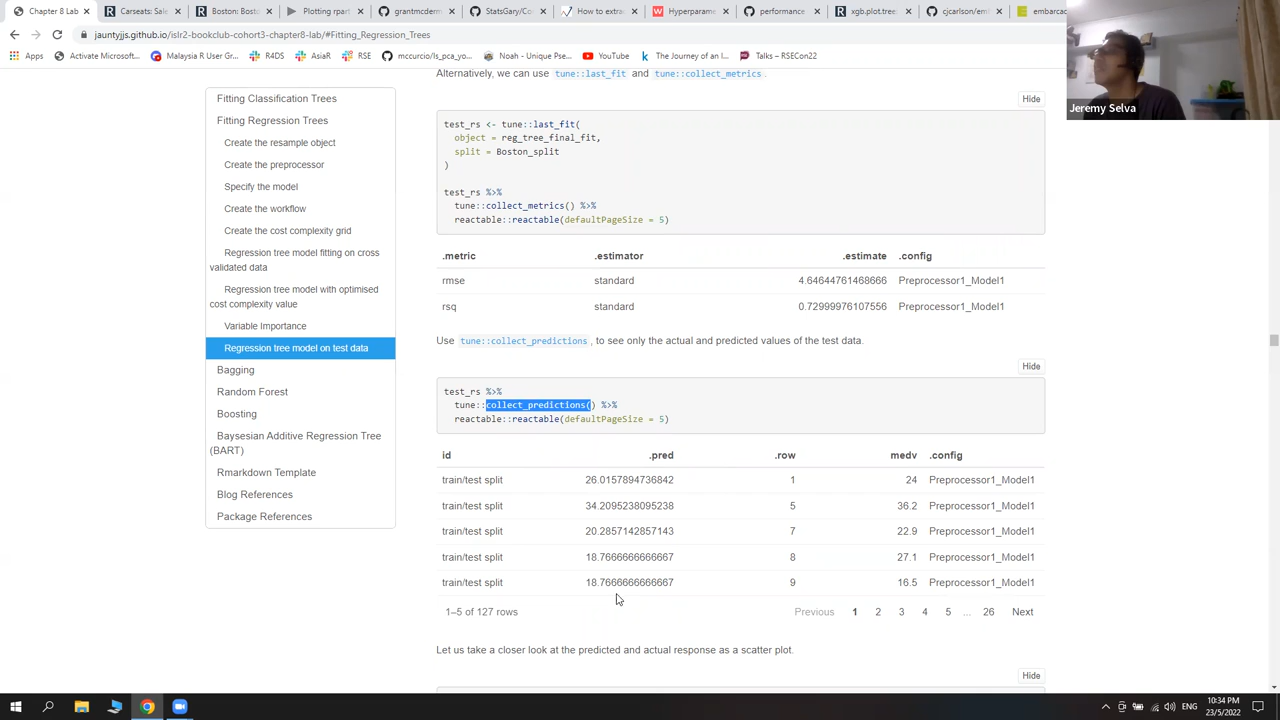 Chapter 8 Lab
Carseats: Sale
Boston: Bosto
Plotting rpart
grantmcderm
StatsGary/Co
How to extrac
Hyperparame
performance
xgb.plot.tree
cjcarlson/em
embarcad
jauntyjjs.github.io/islr2-bookclub-cohort3-chapter8-lab/#Fitting_Regression_Trees
Apps
Activate Microsoft...
Malaysia R User Gr...
R4DS
AsiaR
RSE
mccurcio/ls_pca_yo...
Noah - Unique Pse...
YouTube
The Journey of an I...
Talks – RSECon22
Jeremy Selva
Fitting Classification Trees
Fitting Regression Trees
Create the resample object
Create the preprocessor
Specify the model
Create the workflow
Create the cost complexity grid
Regression tree model fitting on cross
validated data
Regression tree model with optimised
cost complexity value
Variable Importance
Regression tree model on test data
Bagging
Random Forest
Boosting
Baysesian Additive Regression Tree
(BART)
Rmarkdown Template
Blog References
Package References
Alternatively, we can use tune::last_fit and tune::collect_metrics .
Hide
test_rs <- tune::last_fit(
object = reg_tree_final_fit,
split = Boston_split
)
test_rs %>%
tune::collect_metrics() %>%
reactable::reactable(defaultPageSize = 5)
.metric .estimator .estimate .config
rmse standard 4.64644761468666 Preprocessor1_Model1
rsq standard 0.72999976107556 Preprocessor1_Model1
Use tune::collect_predictions , to see only the actual and predicted values of the test data.
Hide
test_rs %>%
tune::collect_predictions() %>%
reactable::reactable(defaultPageSize = 5)
id .pred .row medv .config
train/test split 26.0157894736842 1 24 Preprocessor1_Model1
train/test split 34.2095238095238 5 36.2 Preprocessor1_Model1
train/test split 20.2857142857143 7 22.9 Preprocessor1_Model1
train/test split 18.7666666666667 8 27.1 Preprocessor1_Model1
train/test split 18.7666666666667 9 16.5 Preprocessor1_Model1
1–5 of 127 rows Previous 1 2 3 4 5 ... 26 Next
Let us take a closer look at the predicted and actual response as a scatter plot.
Hide
ENG
10:34 PM
23/5/2022